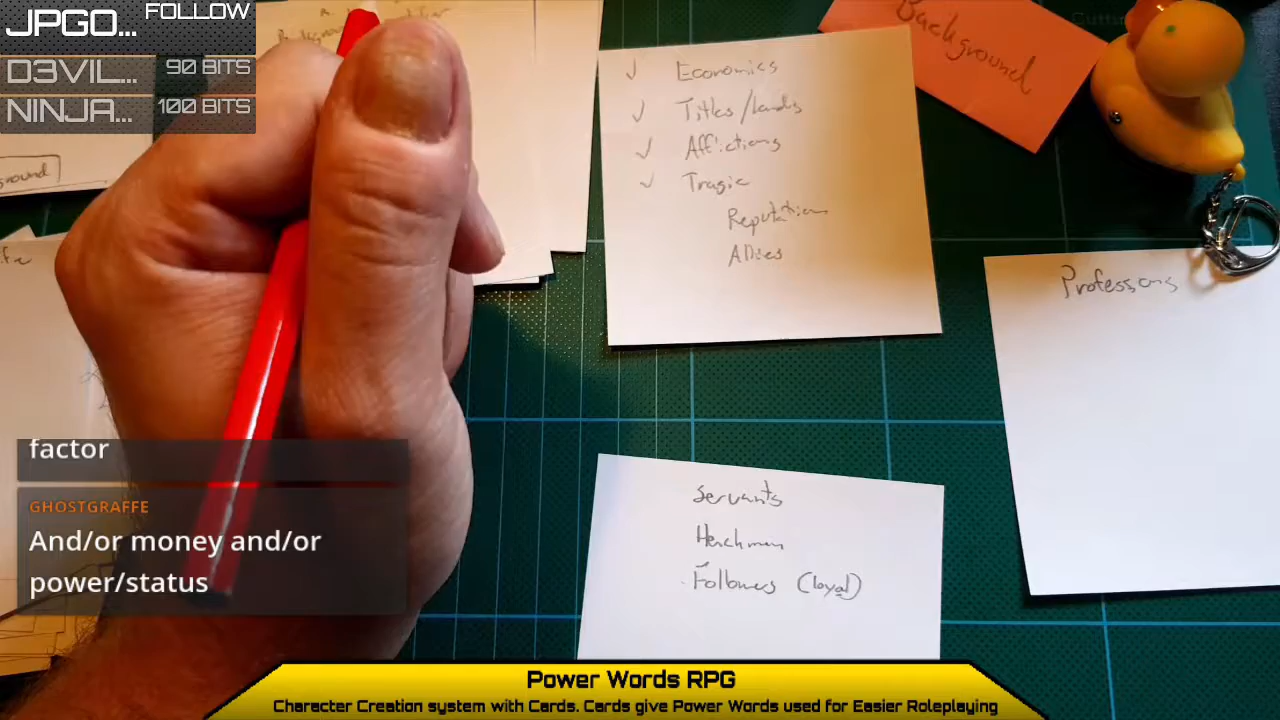 JPGO... FOLLOW
D3VIL... 90 BITS
NINJA... 100 BITS
Background
✓ Economics
✓ Titles/lands
✓ Afflictions
✓ Tragic
Reputation
Allies
Professions
factor
GHOSTGRAFFE
And/or money and/or
power/status
Servants
Henchmen
Followers (loyal)
Power Words RPG
Character Creation system with Cards. Cards give Power Words used for Easier Roleplaying